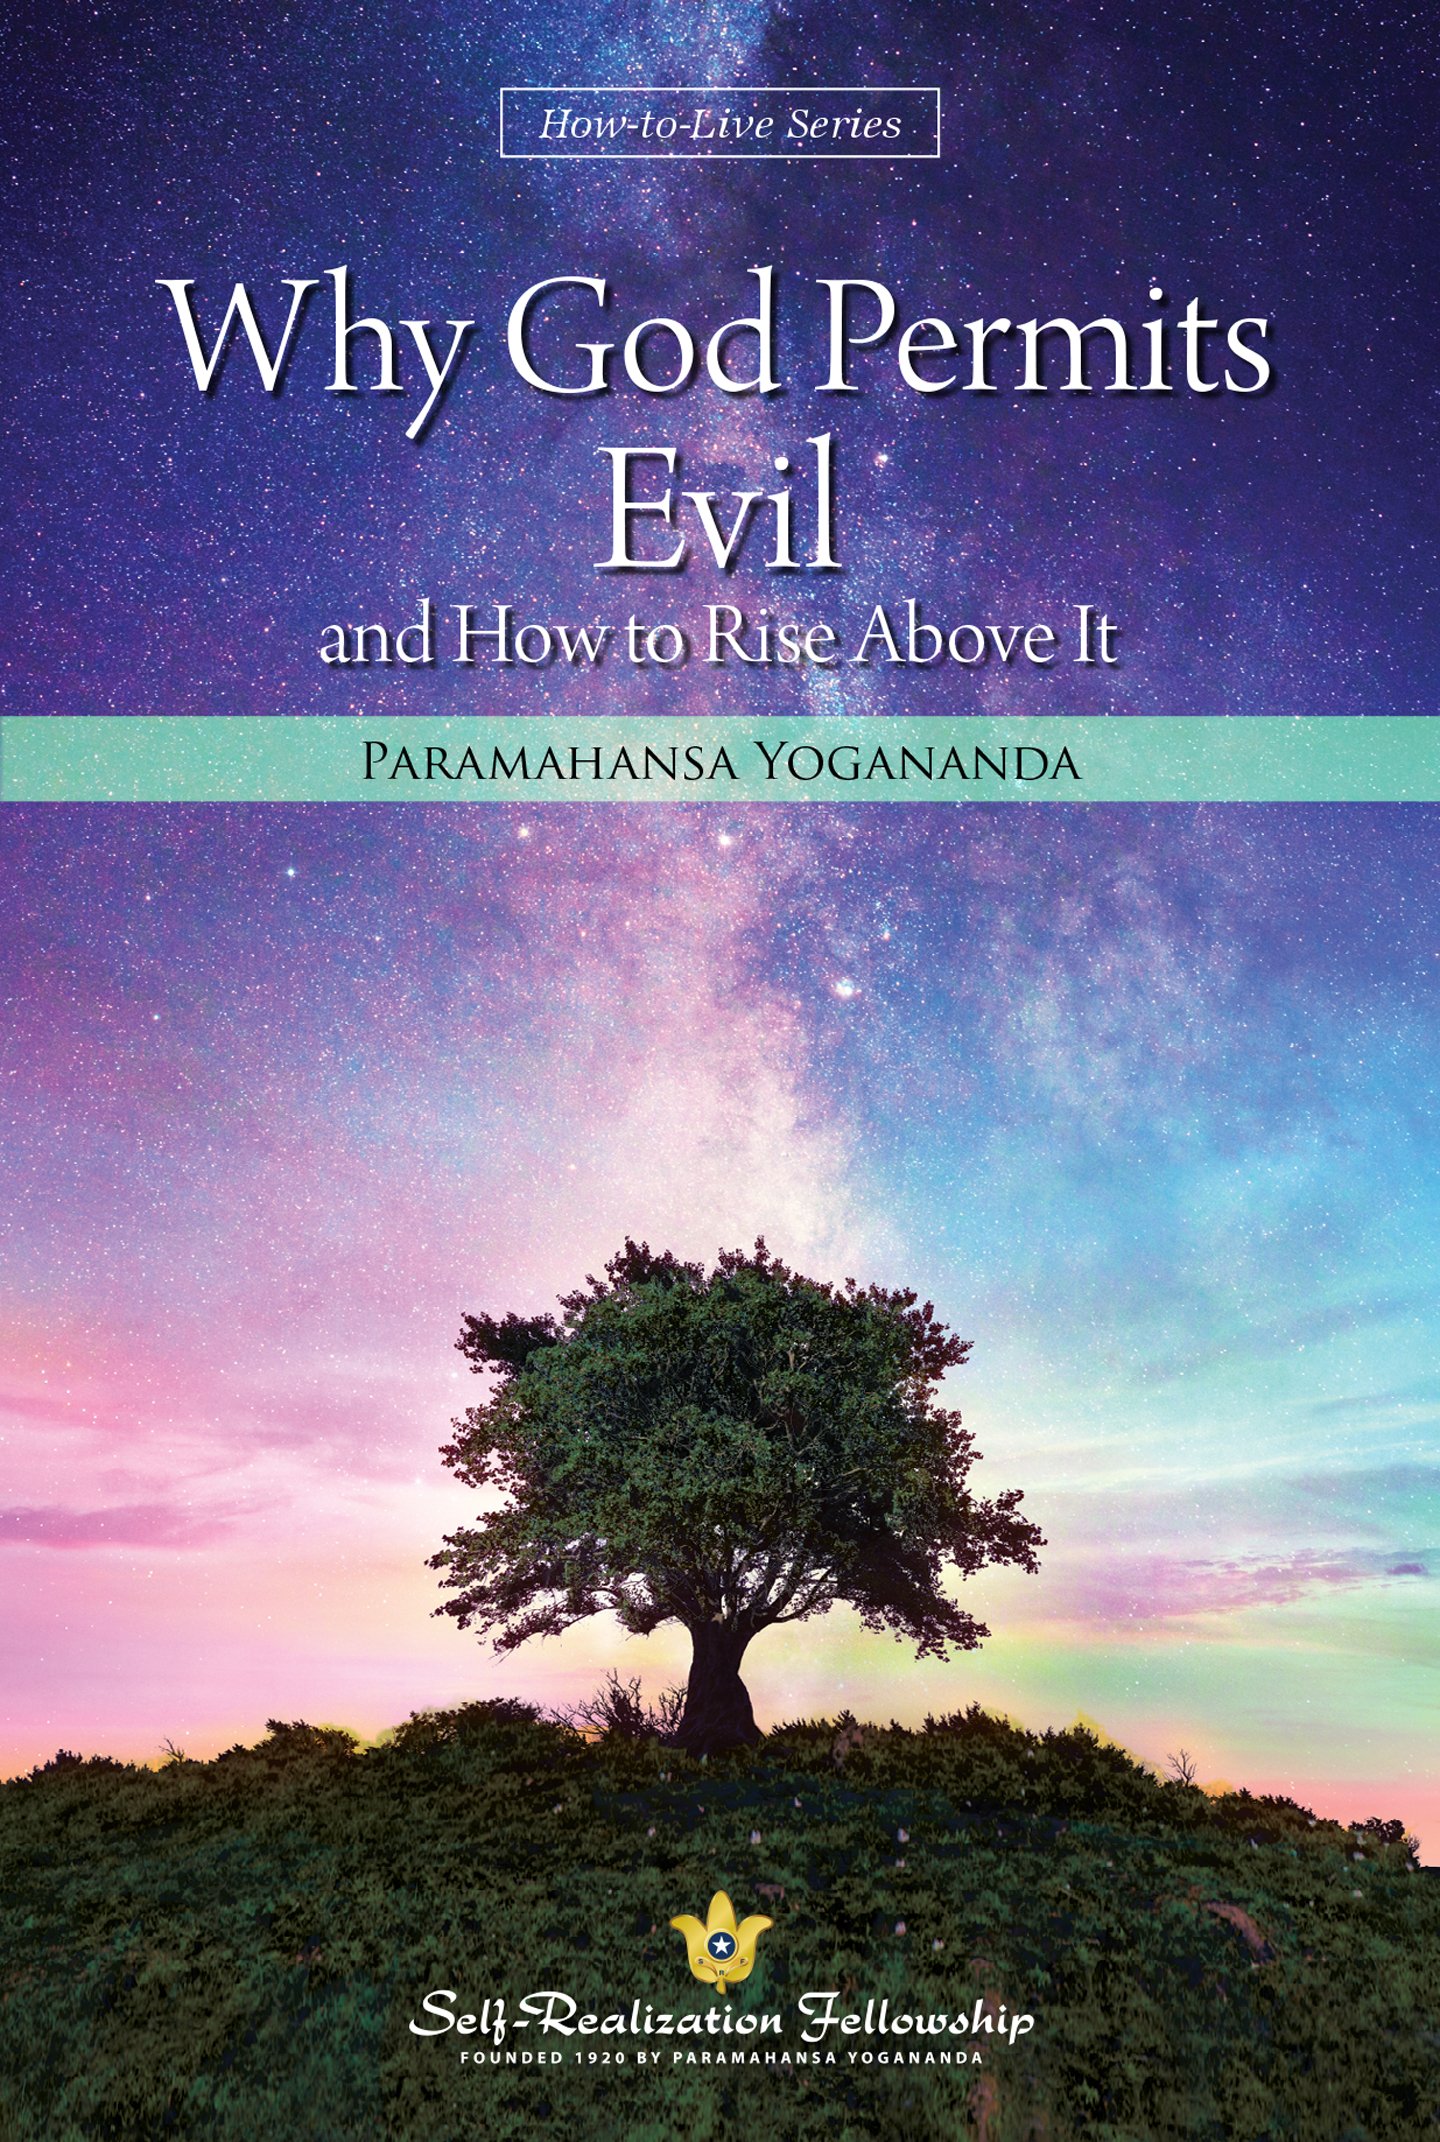 How-to-Live Series
Why God Permits
Evil
and How to Rise Above It
PARAMAHANSA YOGANANDA
S R F
Self-Realization Fellowship
FOUNDED 1920 BY PARAMAHANSA YOGANANDA